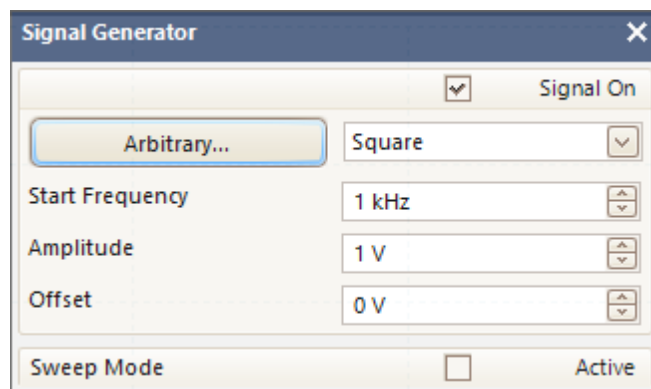 Signal Generator
Signal On
Arbitrary... Square
Start Frequency 1 kHz
Amplitude 1 V
Offset 0 V
Sweep Mode Active